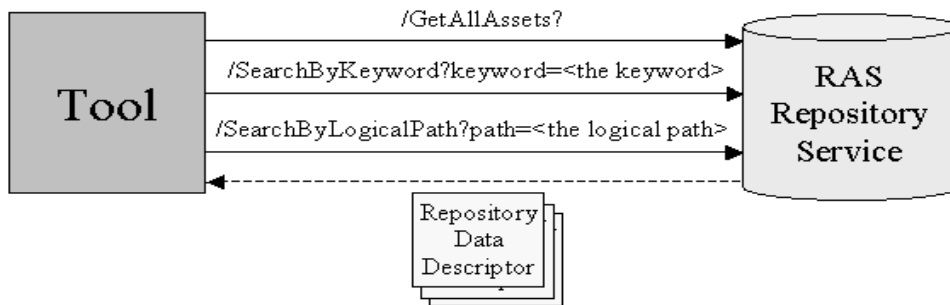 /GetAllAssets?
/SearchByKeyword?keyword=<the keyword>
/SearchByLogicalPath?path=<the logical path>
Tool
RAS
Repository
Service
Repository
Data
Descriptor